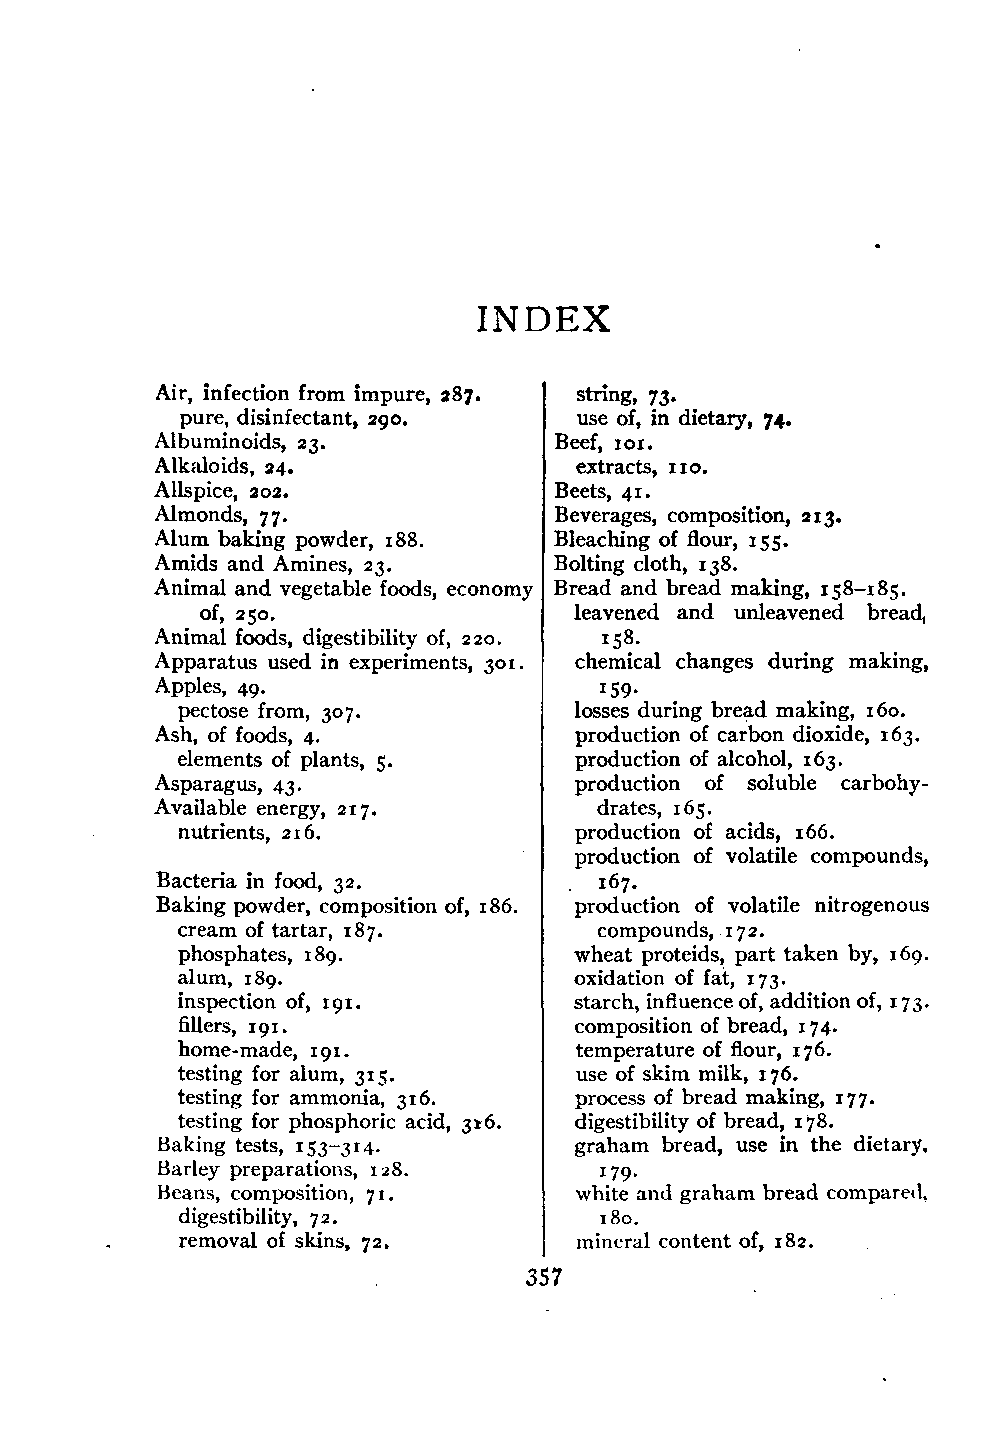 INDEX
Air, infection from impure, 287.
pure, disinfectant, 290.
Albuminoids, 23.
Alkaloids, 24.
Allspice, 202.
Almonds, 77.
Alum baking powder, 188.
Amids and Amines, 23.
Animal and vegetable foods, economy
of, 250.
Animal foods, digestibility of, 220.
Apparatus used in experiments, 301.
Apples, 49.
pectose from, 307.
Ash, of foods, 4.
elements of plants, 5.
Asparagus, 43.
Available energy, 217.
nutrients, 216.
Bacteria in food, 32.
Baking powder, composition of, 186.
cream of tartar, 187.
phosphates, 189.
alum, 189.
inspection of, 191.
fillers, 191.
home-made, 191.
testing for alum, 315.
testing for ammonia, 316.
testing for phosphoric acid, 316.
Baking tests, 153–314.
Barley preparations, 128.
Beans, composition, 71.
digestibility, 72.
removal of skins, 72.
string, 73.
use of, in dietary, 74.
Beef, 101.
extracts, 110.
Beets, 41.
Beverages, composition, 213.
Bleaching of flour, 155.
Bolting cloth, 138.
Bread and bread making, 158–185.
leavened and unleavened bread,
158.
chemical changes during making,
159.
losses during bread making, 160.
production of carbon dioxide, 163.
production of alcohol, 163.
production of soluble carbohy-
drates, 165.
production of acids, 166.
production of volatile compounds,
167.
production of volatile nitrogenous
compounds, 172.
wheat proteids, part taken by, 169.
oxidation of fat, 173.
starch, influence of, addition of, 173.
composition of bread, 174.
temperature of flour, 176.
use of skim milk, 176.
process of bread making, 177.
digestibility of bread, 178.
graham bread, use in the dietary,
179.
white and graham bread compared,
180.
mineral content of, 182.
357